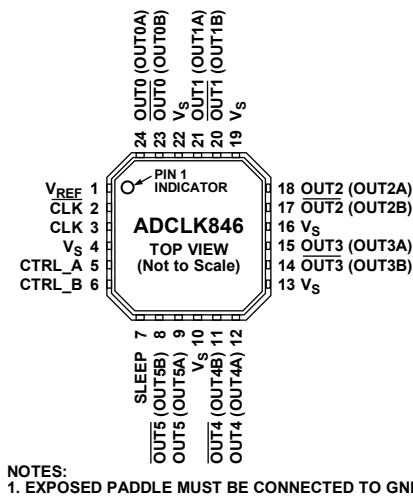 24 OUT0 (OUT0A)
23 OUT0 (OUT0B)
22 VS
21 OUT1 (OUT1A)
20 OUT1 (OUT1B)
19 VS
PIN 1
INDICATOR
VREF 1
CLK 2
CLK 3
VS 4
CTRL_A 5
CTRL_B 6
ADCLK846
TOP VIEW
(Not to Scale)
18 OUT2 (OUT2A)
17 OUT2 (OUT2B)
16 VS
15 OUT3 (OUT3A)
14 OUT3 (OUT3B)
13 VS
SLEEP 7
OUT5 (OUT5B) 8
OUT5 (OUT5A) 9
VS 10
OUT4 (OUT4B) 11
OUT4 (OUT4A) 12
NOTES:
1. EXPOSED PADDLE MUST BE CONNECTED TO